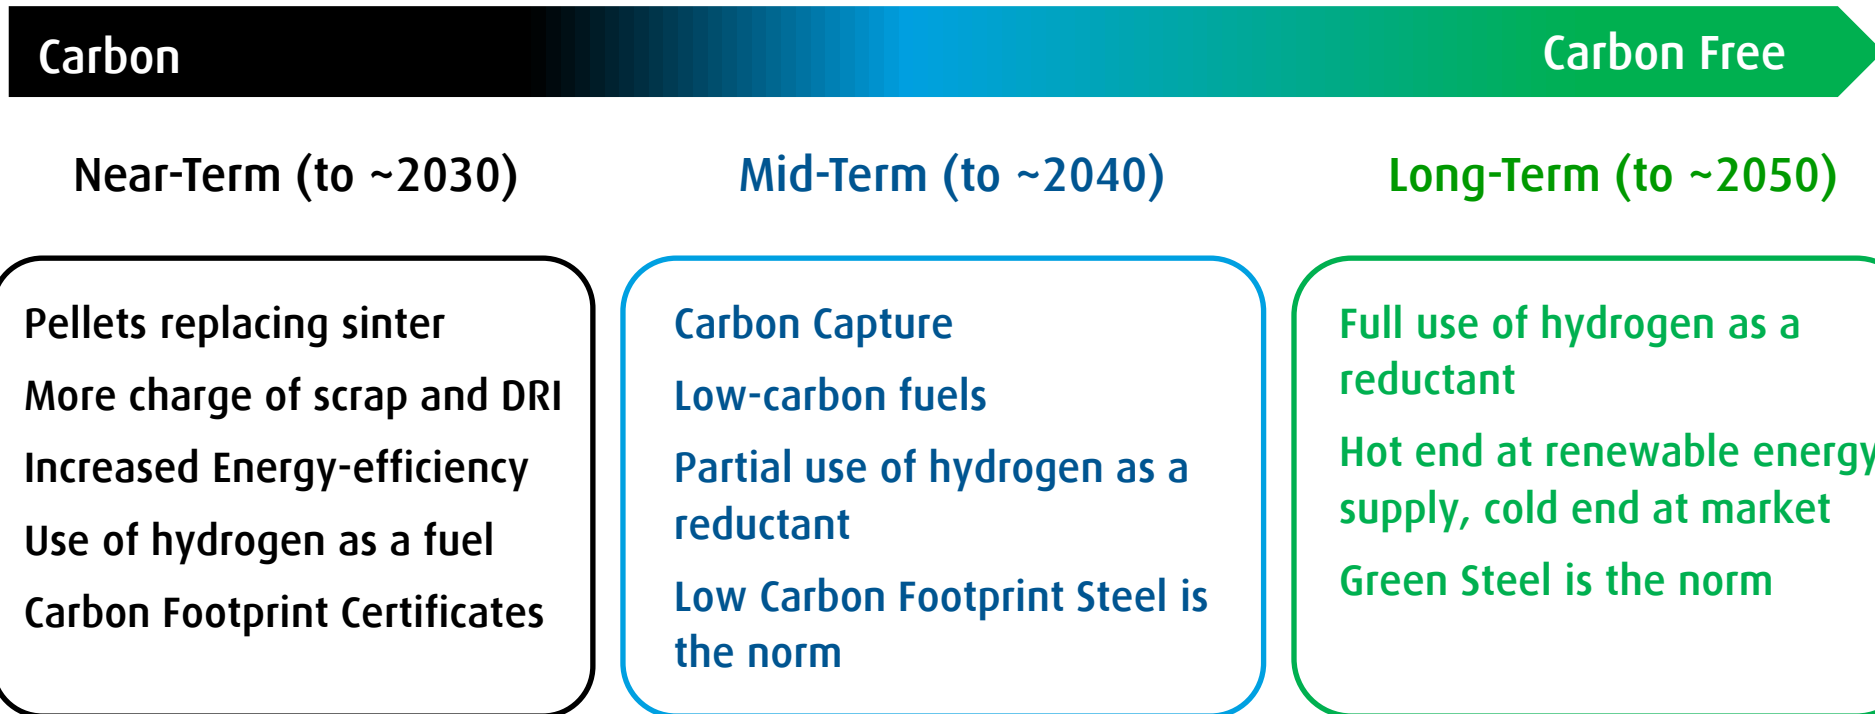 Carbon
Carbon Free
Near-Term (to ~2030)
Mid-Term (to ~2040)
Long-Term (to ~2050)
Pellets replacing sinter
More charge of scrap and DRI
Increased Energy-efficiency
Use of hydrogen as a fuel
Carbon Footprint Certificates
Carbon Capture
Low-carbon fuels
Partial use of hydrogen as a
reductant
Low Carbon Footprint Steel is
the norm
Full use of hydrogen as a
reductant
Hot end at renewable energy
supply, cold end at market
Green Steel is the norm